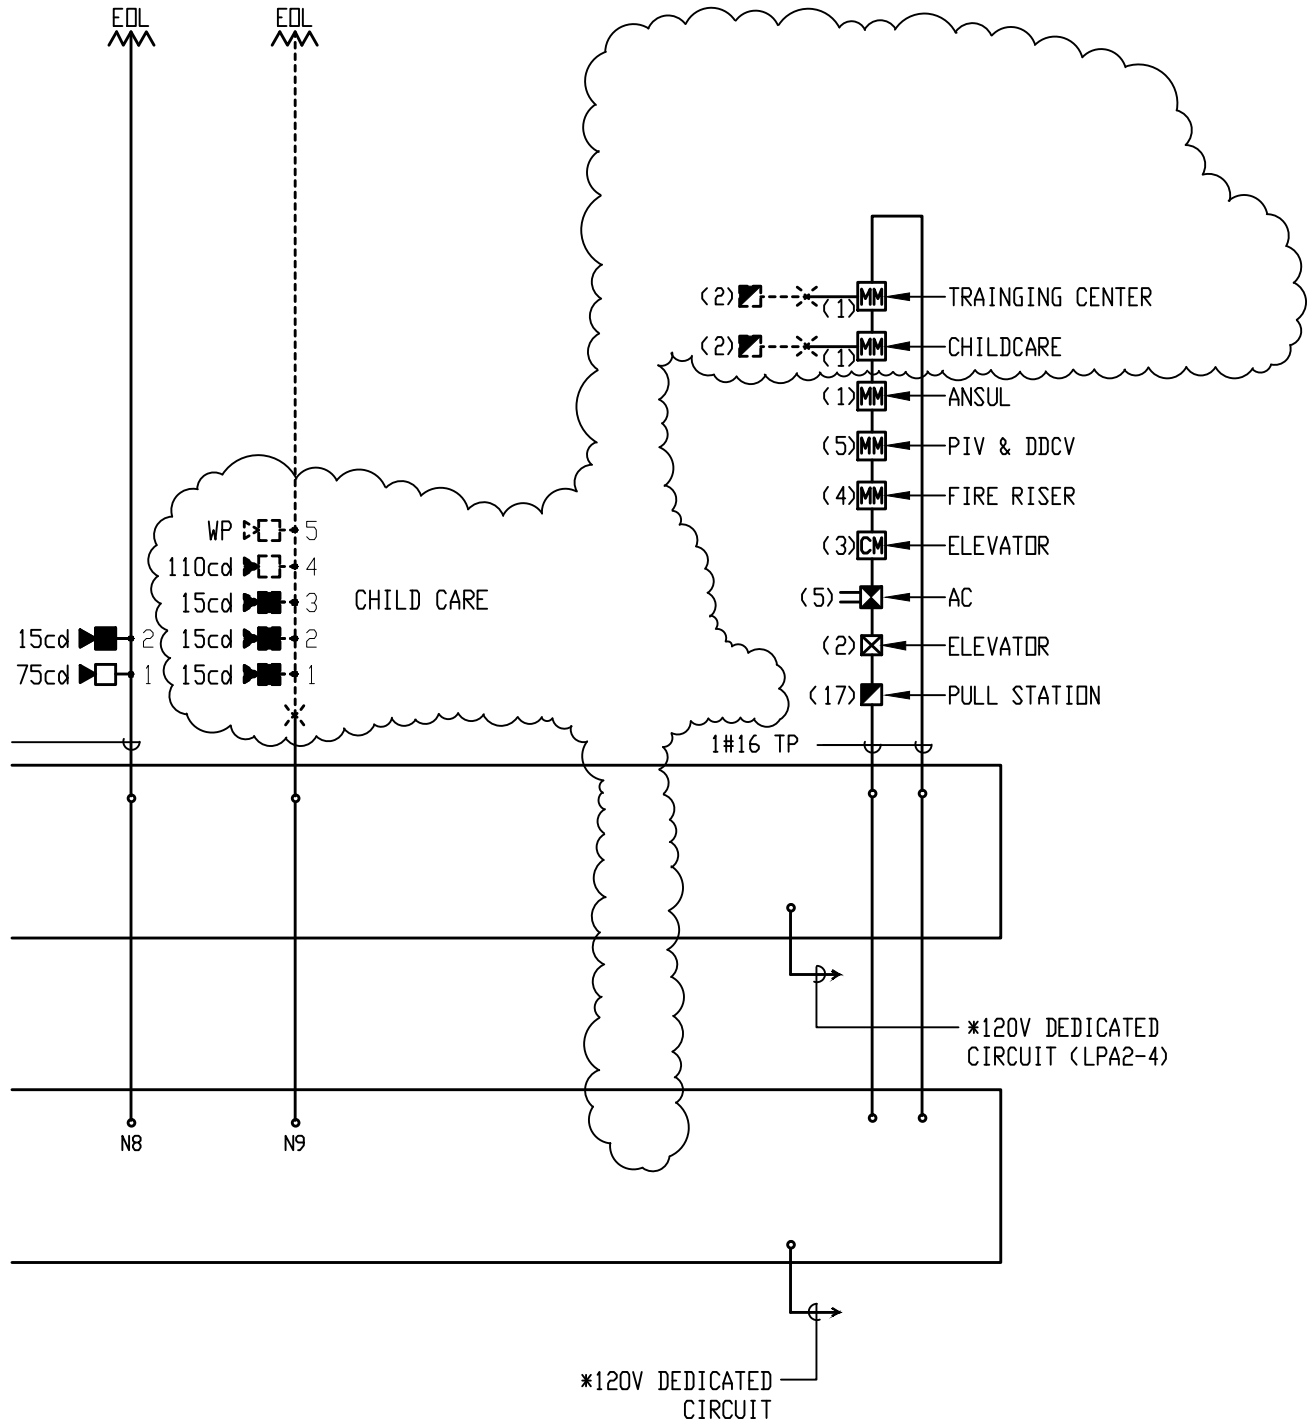 EOL
EOL
(2) (1) MM TRAINGING CENTER
(2) (1) MM CHILDCARE
(1) MM ANSUL
(5) MM PIV & DDCV
(4) MM FIRE RISER
(3) CM ELEVATOR
(5) AC
(2) ELEVATOR
(17) PULL STATION
WP 5
110cd 4
15cd 3
CHILD CARE
15cd 2
15cd 2
75cd 1
15cd 1
1#16 TP
*120V DEDICATED
CIRCUIT (LPA2-4)
N8
N9
*120V DEDICATED
CIRCUIT